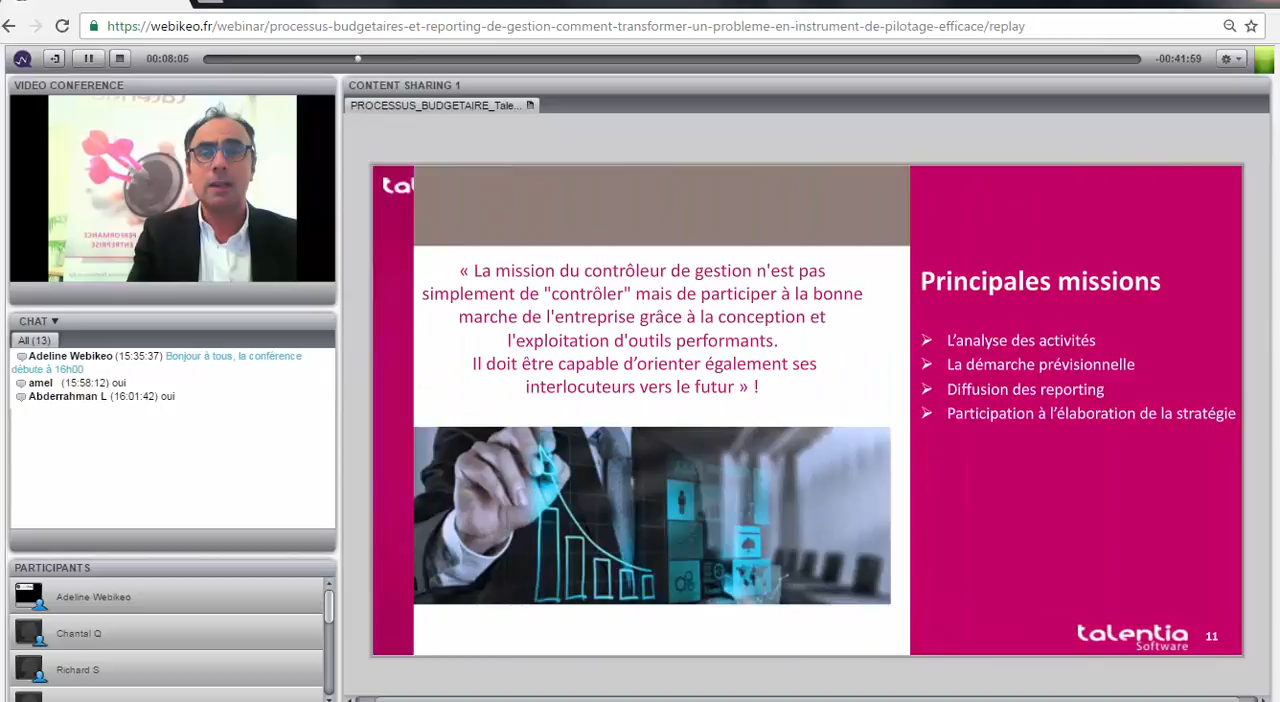 https://webikeo.fr/webinar/processus-budgetaires-et-reporting-de-gestion-comment-transformer-un-probleme-en-instrument-de-pilotage-efficace/replay
00:08:05
-00:41:59
VIDEO CONFERENCE
PERFORMANCE
ENTREPRISE
CHAT
All (13)
Adeline Webikeo (15:35:37) Bonjour à tous, la conférence
débute à 16h00
amel (15:58:12) oui
Abderrahman L (16:01:42) oui
PARTICIPANTS
Adeline Webikeo
Chantal Q
Richard S
CONTENT SHARING 1
PROCESSUS_BUDGETAIRE_Tale...
tal
« La mission du contrôleur de gestion n'est pas
simplement de "contrôler" mais de participer à la bonne
marche de l'entreprise grâce à la conception et
l'exploitation d'outils performants.
Il doit être capable d’orienter également ses
interlocuteurs vers le futur » !
Principales missions
L’analyse des activités
La démarche prévisionnelle
Diffusion des reporting
Participation à l’élaboration de la stratégie
talentia
Software
11